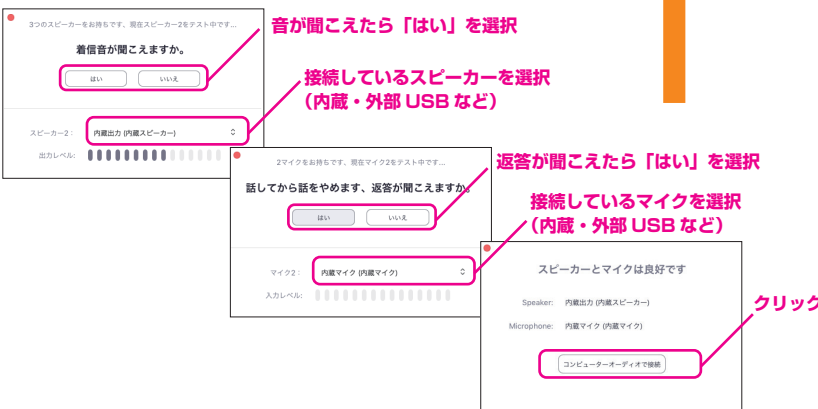 3つのスピーカーをお持ちです。現在スピーカー2をテスト中です...
着信音が聞こえますか。
はい
いいえ
スピーカー2：
内蔵出力 (内蔵スピーカー)
出力レベル:
音が聞こえたら「はい」を選択
接続しているスピーカーを選択
（内蔵・外部 USB など）
2マイクをお持ちです。現在マイク2をテスト中です...
話してから話をやめます、返答が聞こえますか。
はい
いいえ
マイク2：
内蔵マイク (内蔵マイク)
入力レベル:
返答が聞こえたら「はい」を選択
接続しているマイクを選択
（内蔵・外部 USB など）
スピーカーとマイクは良好です
Speaker:
内蔵出力 (内蔵スピーカー)
Microphone:
内蔵マイク (内蔵マイク)
コンピューターオーディオで接続
クリック